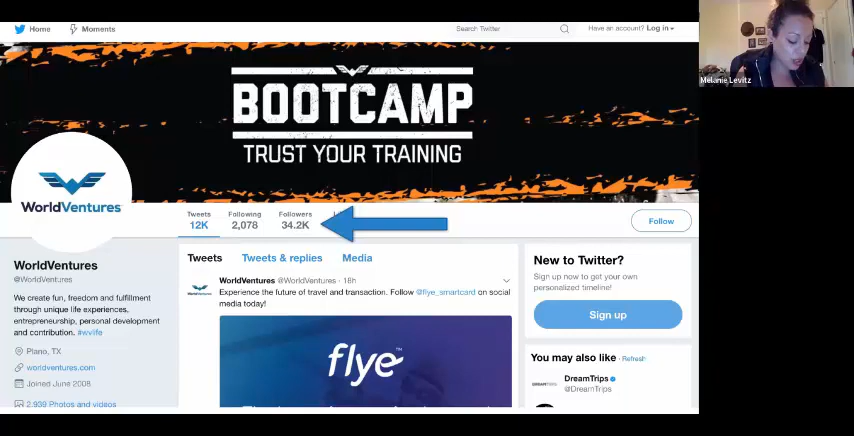 Home
Moments
Search Twitter
Have an account? Log in
BOOTCAMP
TRUST YOUR TRAINING
Melanie Levitz
WorldVentures
Tweets
12K
Following
2,078
Followers
34.2K
Follow
WorldVentures
@WorldVentures
We create fun, freedom and fulfillment
through unique life experiences,
entrepreneurship, personal development
and contribution. #wvlife
Plano, TX
worldventures.com
Joined June 2008
2,939 Photos and videos
Tweets
Tweets & replies
Media
WorldVentures @WorldVentures · 18h
Experience the future of travel and transaction. Follow @flye_smartcard on social
media today!
flye™
New to Twitter?
Sign up now to get your own
personalized timeline!
Sign up
You may also like · Refresh
DreamTrips
@DreamTrips